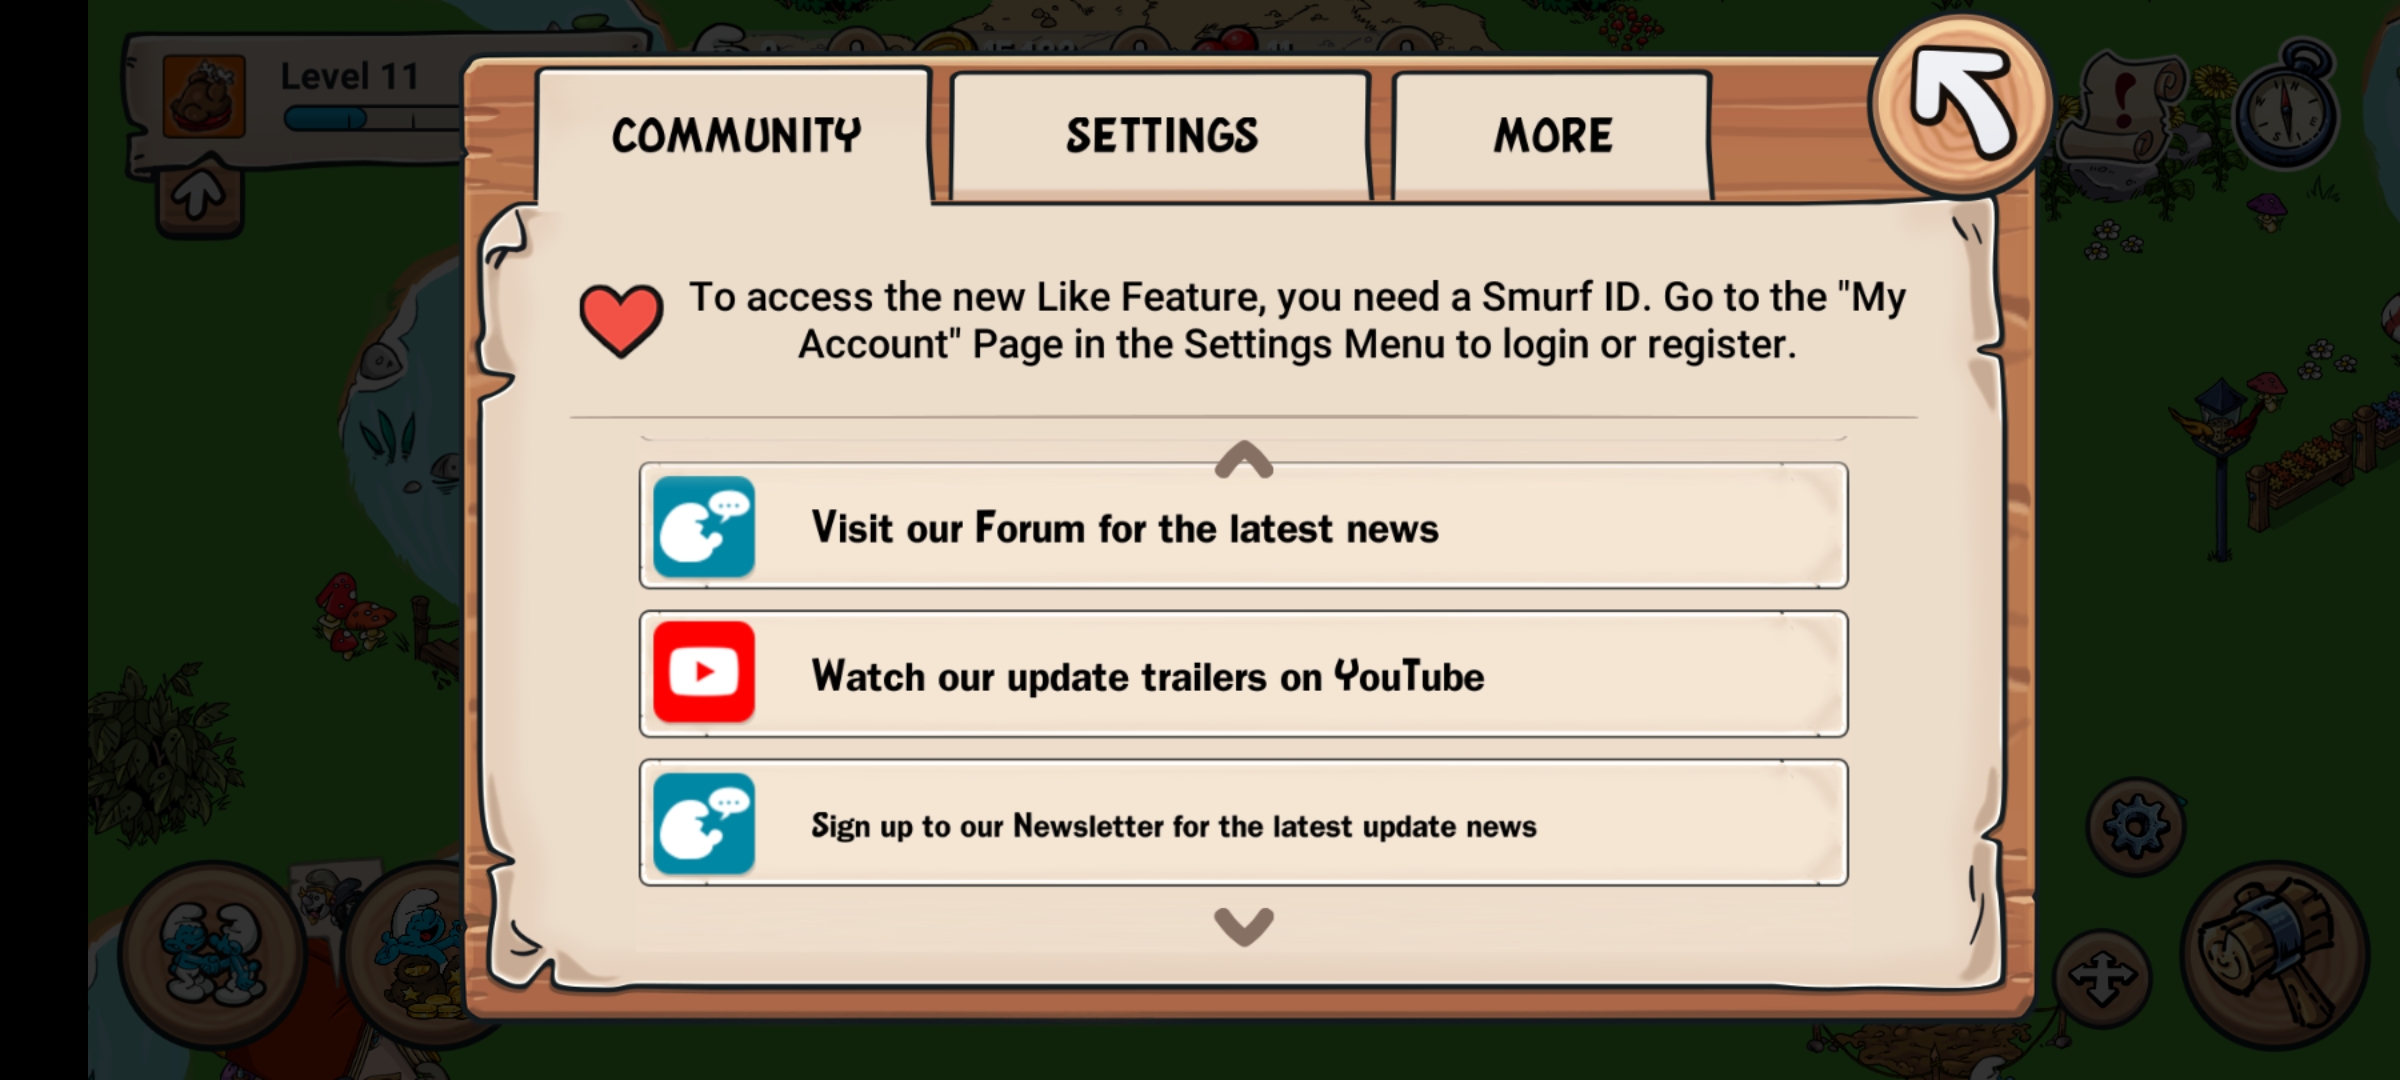 Level 11
COMMUNITY
SETTINGS
MORE
To access the new Like Feature, you need a Smurf ID. Go to the "My
Account" Page in the Settings Menu to login or register.
Visit our Forum for the latest news
Watch our update trailers on YouTube
Sign up to our Newsletter for the latest update news